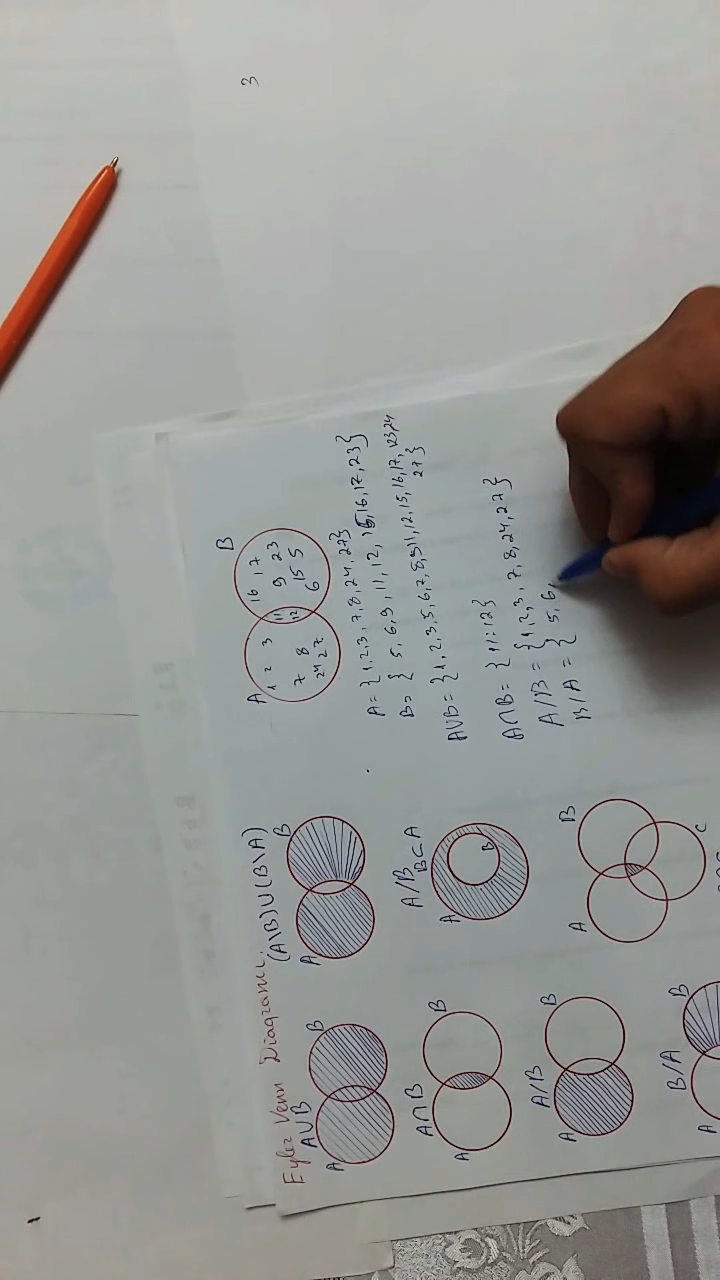 Eyler Venn Diagrame.
A∪B
A B
(A\B)∪(B\A)
A B
A∩B
A B
A/B B⊂A
A B
A/B
A B
A B C
B/A
A B
A B
1 2 3
7 8
24 27
11
12
16, 7
9 23
15 5
6
A = {1,2,3,7,8,24,27}
B = { 5,6,9,11,12,15,16,17,23}
A∪B = {1,2,3,5,6,7,8,9,11,12,15,16,17,123,24
27}
A∩B = {11:12}
A/B = {1,2,3,7,8,24,27}
B/A = { 5,6,
3